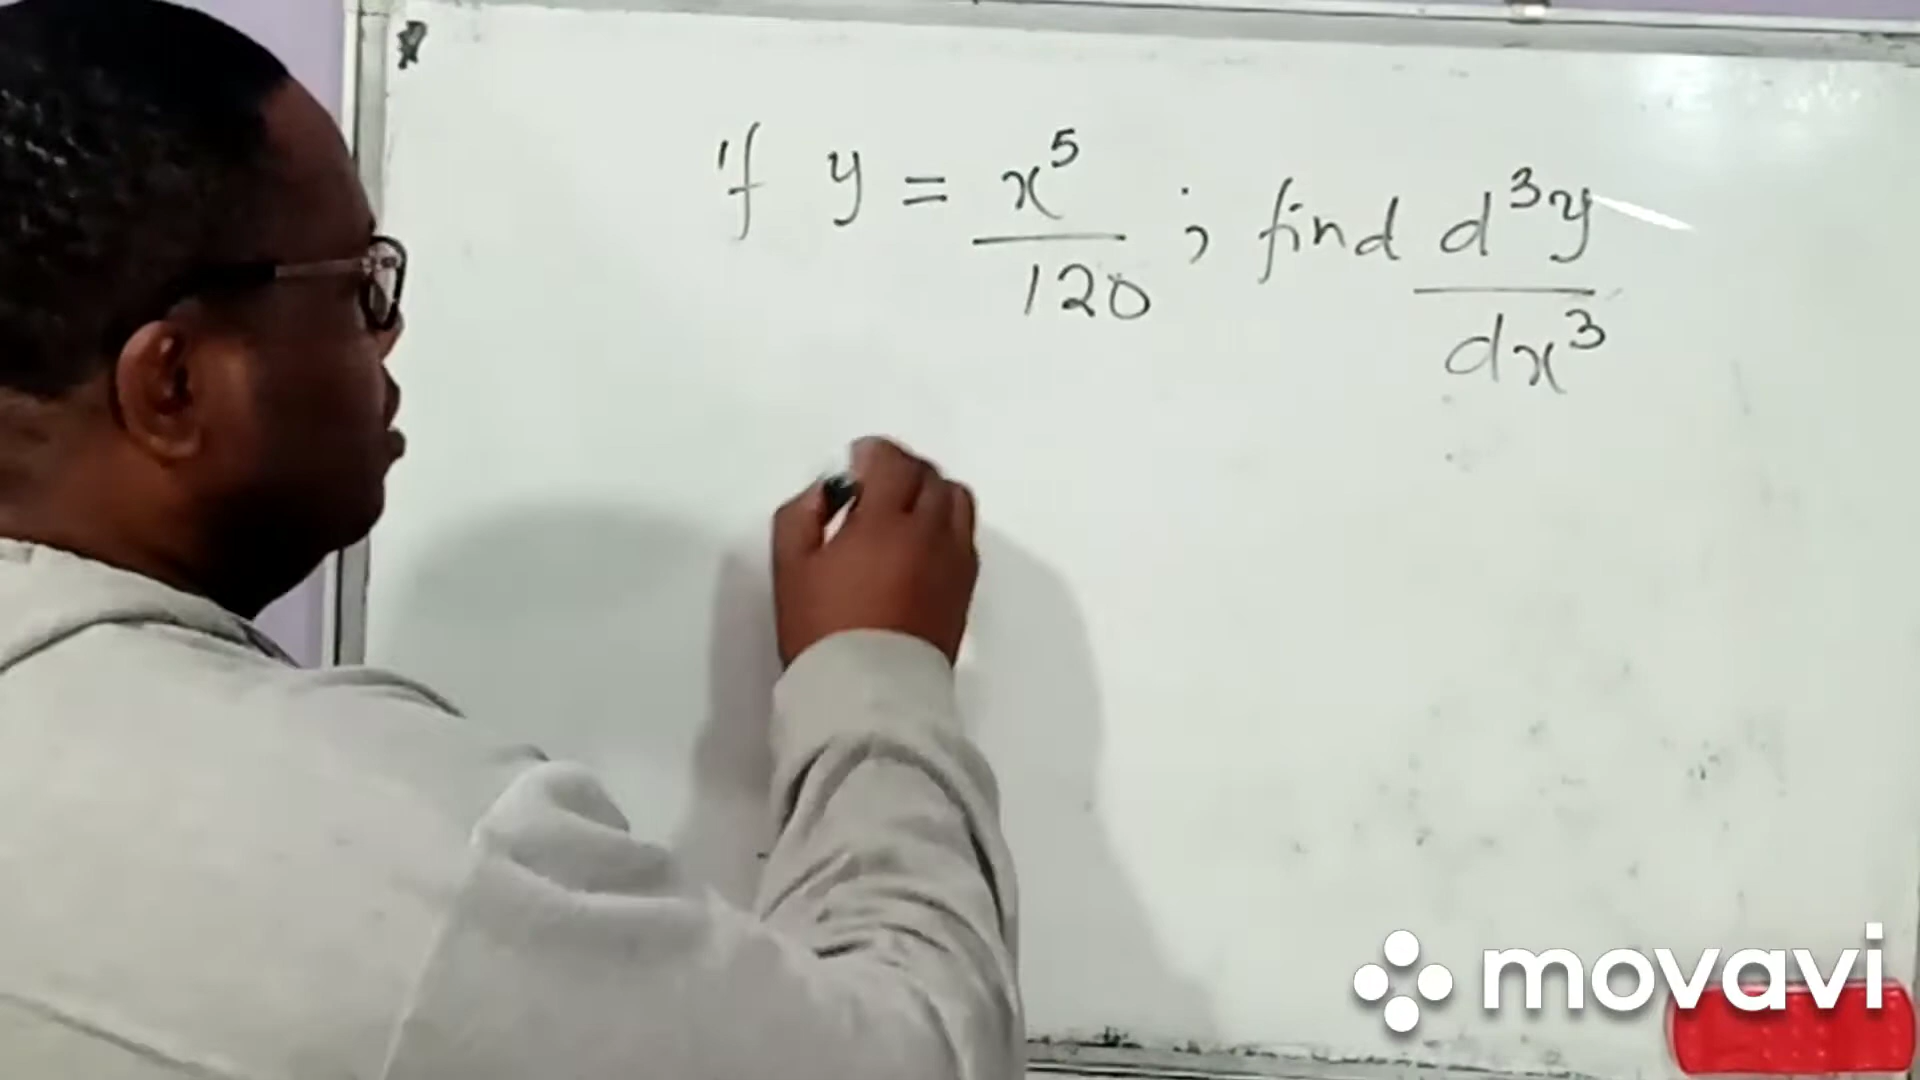 if y = x^5/120 ; find d^3y/dx^3
movavi